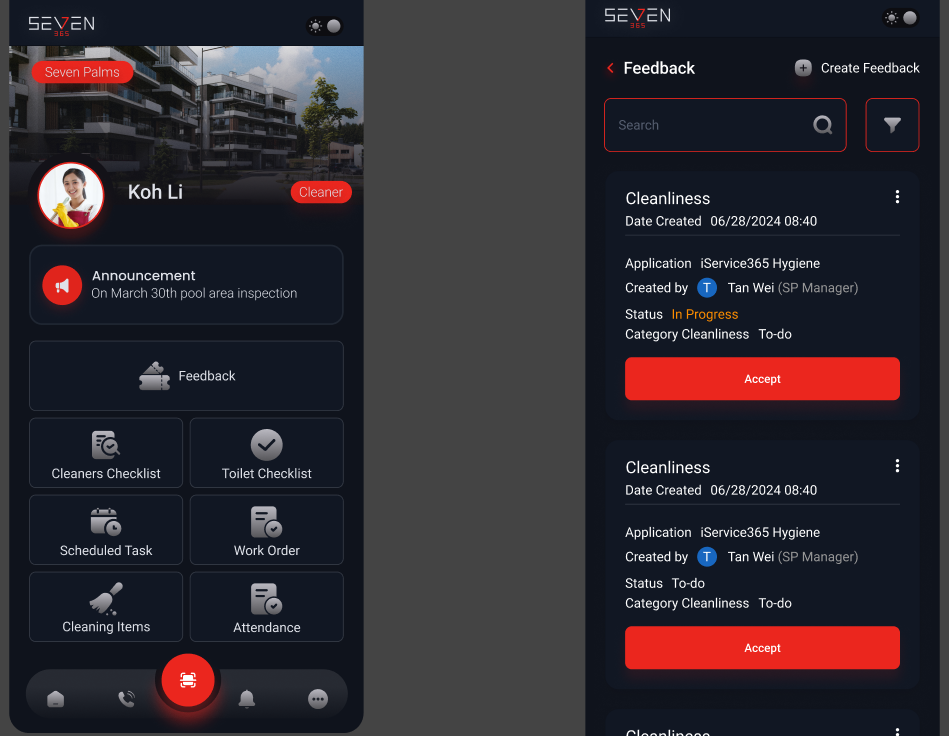 SEVEN
365
Seven Palms
Koh Li
Cleaner
Announcement
On March 30th pool area inspection
Feedback
Cleaners Checklist
Toilet Checklist
Scheduled Task
Work Order
Cleaning Items
Attendance
SEVEN
365
Feedback
Create Feedback
Search
Cleanliness
Date Created 06/28/2024 08:40
Application iService365 Hygiene
Created by T Tan Wei (SP Manager)
Status In Progress
Category Cleanliness To-do
Accept
Cleanliness
Date Created 06/28/2024 08:40
Application iService365 Hygiene
Created by T Tan Wei (SP Manager)
Status To-do
Category Cleanliness To-do
Accept
Cleanliness